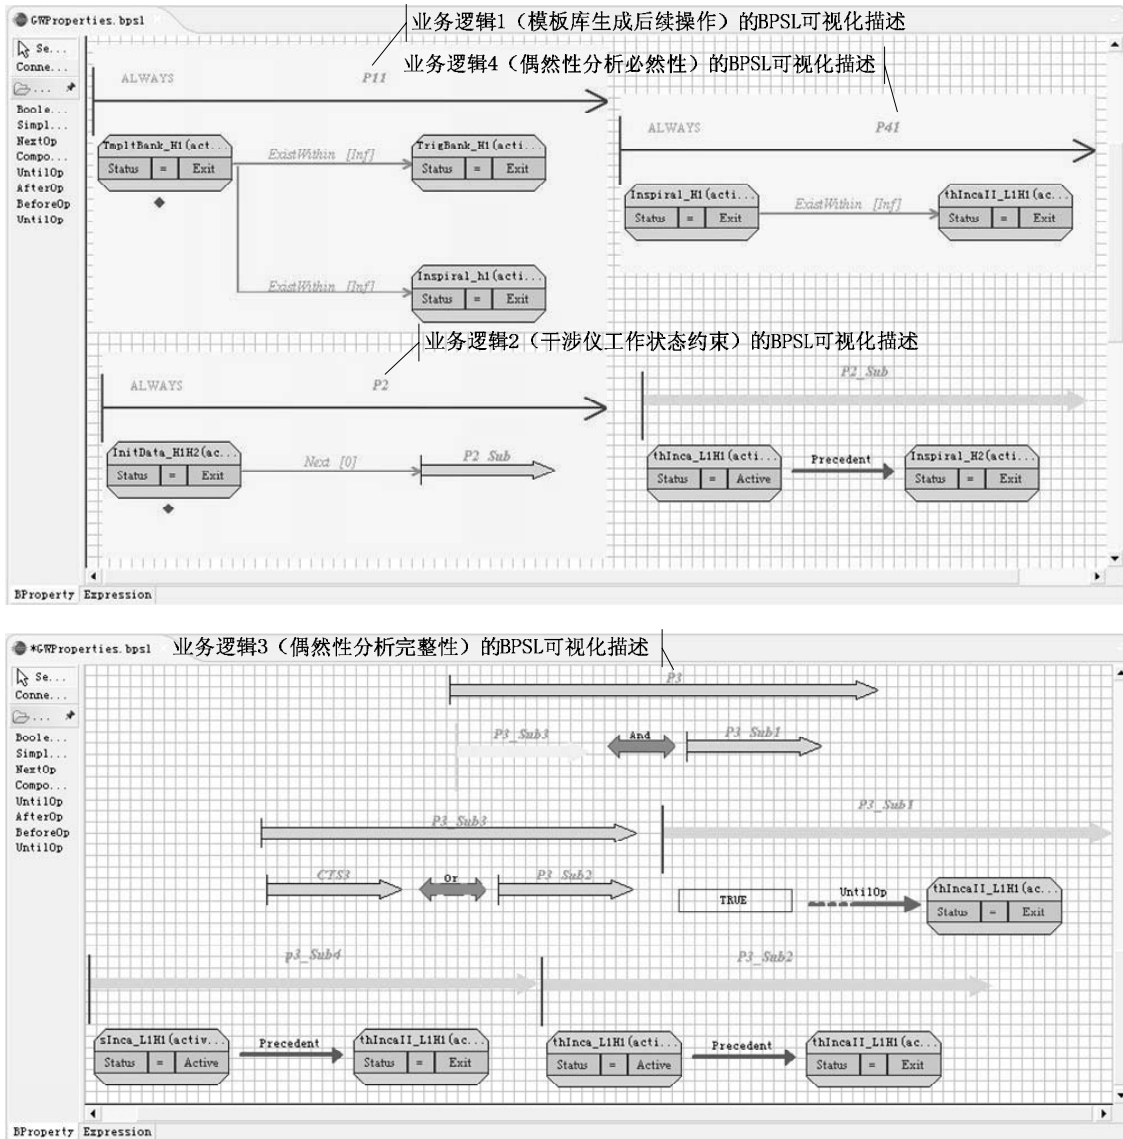 GWProperties.bpsl
业务逻辑1（模板库生成后续操作）的BPSL可视化描述
Se...
Conne...
...
Boole...
Simpl...
NextOp
Compo...
UntilOp
AfterOp
BeforeOp
UntilOp
业务逻辑4（偶然性分析必然性）的BPSL可视化描述
ALWAYS P11
TmpltBank_H1(act...
Status = Exit
ExistWithin [Inf]
TrigBank_H1(acti...
Status = Exit
ExistWithin [Inf]
Inspiral_h1(acti...
Status = Exit
ALWAYS P41
Inspiral_H1(acti...
Status = Exit
ExistWithin [Inf]
thIncaII_L1H1(ac...
Status = Exit
业务逻辑2（干涉仪工作状态约束）的BPSL可视化描述
ALWAYS P2
InitData_H1H2(ac...
Status = Exit
Next [0]
P2_Sub
P2_Sub
thInca_L1H1(acti...
Status = Active
Precedent
Inspiral_H2(acti...
Status = Exit
BProperty Expression
*GWProperties.bpsl
业务逻辑3（偶然性分析完整性）的BPSL可视化描述
Se...
Conne...
...
Boole...
Simpl...
NextOp
Compo...
UntilOp
AfterOp
BeforeOp
UntilOp
P3
P3_Sub3 And P3_Sub1
P3_Sub3
CTS3 Or P3_Sub2
P3_Sub1
TRUE
UntilOp
thIncaII_L1H1(ac...
Status = Exit
p3_Sub4
sInca_L1H1(activ...
Status = Active
Precedent
thIncaII_L1H1(ac...
Status = Exit
P3_Sub2
thInca_L1H1(acti...
Status = Active
Precedent
thIncaII_L1H1(ac...
Status = Exit
BProperty Expression